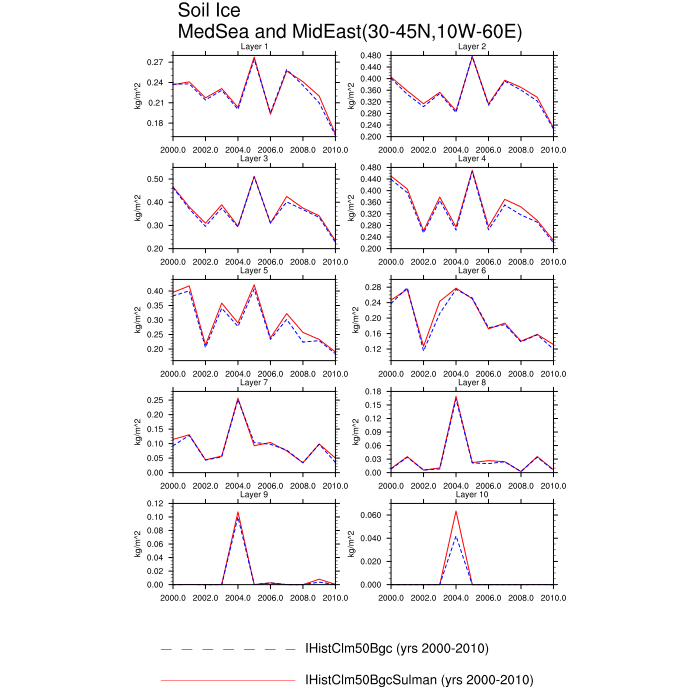 Soil Ice
MedSea and MidEast(30-45N,10W-60E)
Layer 1
kg/m^2
0.27
0.24
0.21
0.18
2000.0 2002.0 2004.0 2006.0 2008.0 2010.0
Layer 2
kg/m^2
0.480
0.440
0.400
0.360
0.320
0.280
0.240
0.200
2000.0 2002.0 2004.0 2006.0 2008.0 2010.0
Layer 3
kg/m^2
0.50
0.40
0.30
0.20
2000.0 2002.0 2004.0 2006.0 2008.0 2010.0
Layer 4
kg/m^2
0.480
0.440
0.400
0.360
0.320
0.280
0.240
0.200
2000.0 2002.0 2004.0 2006.0 2008.0 2010.0
Layer 5
kg/m^2
0.40
0.35
0.30
0.25
0.20
2000.0 2002.0 2004.0 2006.0 2008.0 2010.0
Layer 6
kg/m^2
0.28
0.24
0.20
0.16
0.12
2000.0 2002.0 2004.0 2006.0 2008.0 2010.0
Layer 7
kg/m^2
0.25
0.20
0.15
0.10
0.05
0.00
2000.0 2002.0 2004.0 2006.0 2008.0 2010.0
Layer 8
kg/m^2
0.18
0.15
0.12
0.09
0.06
0.03
0.00
2000.0 2002.0 2004.0 2006.0 2008.0 2010.0
Layer 9
kg/m^2
0.12
0.10
0.08
0.06
0.04
0.02
0.00
2000.0 2002.0 2004.0 2006.0 2008.0 2010.0
Layer 10
kg/m^2
0.060
0.040
0.020
0.000
2000.0 2002.0 2004.0 2006.0 2008.0 2010.0
IHistClm50Bgc (yrs 2000-2010)
IHistClm50BgcSulman (yrs 2000-2010)